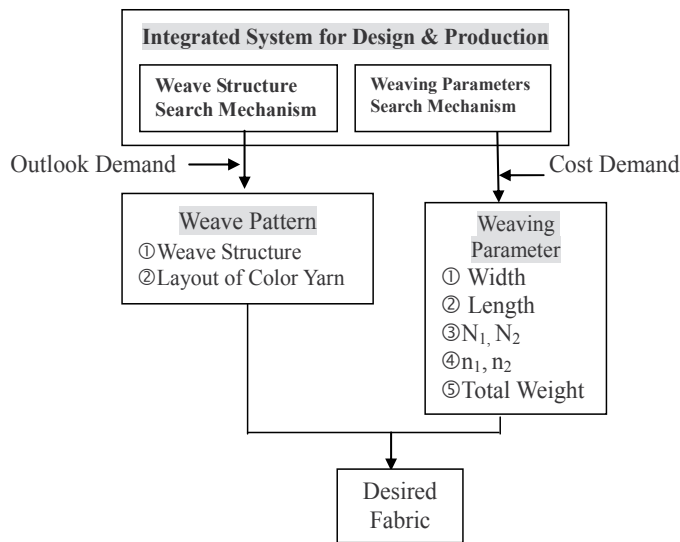 Integrated System for Design & Production
Weave Structure
Search Mechanism
Weaving Parameters
Search Mechanism
Outlook Demand
Cost Demand
Weave Pattern
①Weave Structure
②Layout of Color Yarn
Weaving
Parameter
① Width
② Length
③N₁, N₂
④n₁, n₂
⑤Total Weight
Desired
Fabric